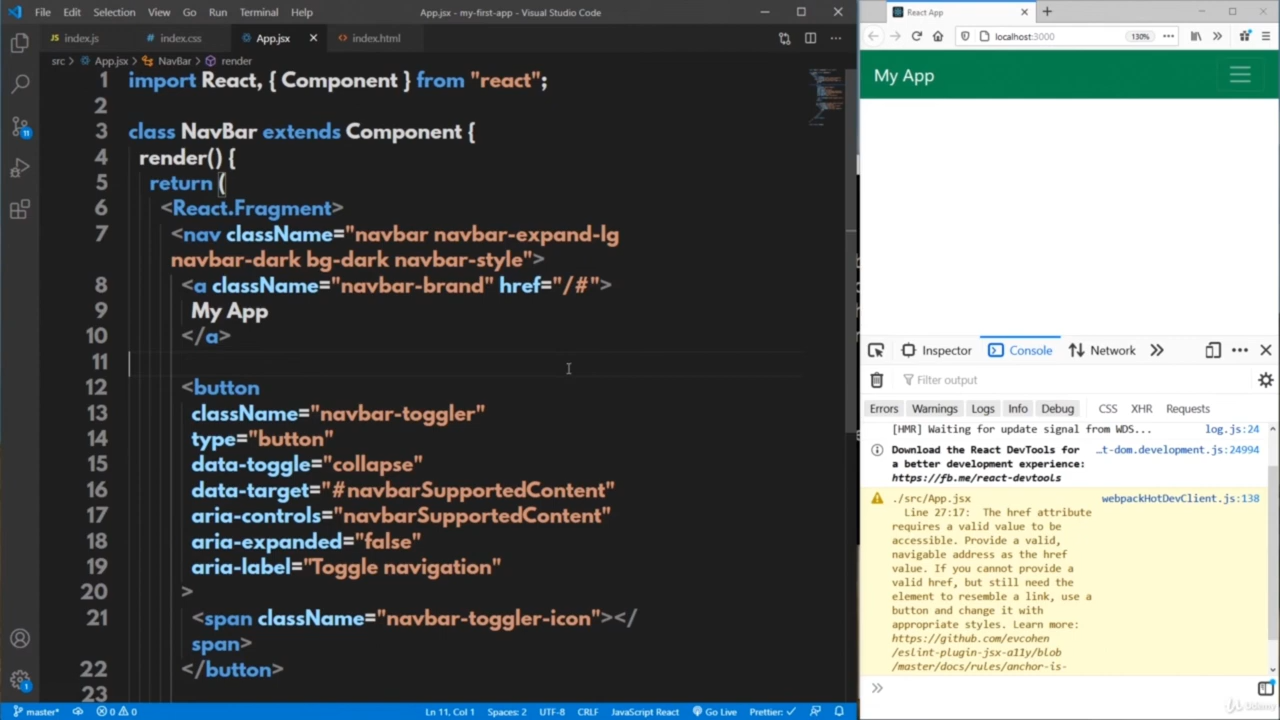 File Edit Selection View Go Run Terminal Help App.jsx - my-first-app - Visual Studio Code
index.js index.css App.jsx index.html
src > App.jsx > NavBar > render
1 import React, { Component } from "react";
2
3 class NavBar extends Component {
4 render() {
5 return (
6 <React.Fragment>
7 <nav className="navbar navbar-expand-lg
navbar-dark bg-dark navbar-style">
8 <a className="navbar-brand" href="/#">
9 My App
10 </a>
11
12 <button
13 className="navbar-toggler"
14 type="button"
15 data-toggle="collapse"
16 data-target="#navbarSupportedContent"
17 aria-controls="navbarSupportedContent"
18 aria-expanded="false"
19 aria-label="Toggle navigation"
20 >
21 <span className="navbar-toggler-icon"></
span>
22 </button>
23
11
1
master* 0 0 Ln 11, Col 1 Spaces: 2 UTF-8 CRLF JavaScript React Go Live Prettier: ✓
React App
localhost:3000 130%
My App
Inspector Console Network
Filter output
Errors Warnings Logs Info Debug CSS XHR Requests
[HMR] Waiting for update signal from WDS... log.js:24
Download the React DevTools for …t-dom.development.js:24994
a better development experience:
https://fb.me/react-devtools
./src/App.jsx webpackHotDevClient.js:138
Line 27:17: The href attribute
requires a valid value to be
accessible. Provide a valid,
navigable address as the href
value. If you cannot provide a
valid href, but still need the
element to resemble a link, use a
button and change it with
appropriate styles. Learn more:
https://github.com/evcohen
/eslint-plugin-jsx-a11y/blob
/master/docs/rules/anchor-is-
Udemy